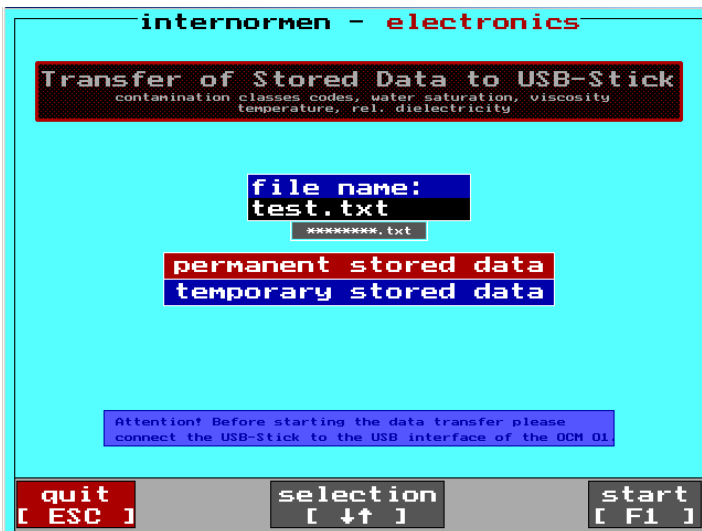 internormen - electronics
Transfer of Stored Data to USB-Stick
contamination classes codes, water saturation, viscosity
temperature, rel. dielectricity
file name:
test.txt
********.txt
permanent stored data
temporary stored data
Attention! Before starting the data transfer please
connect the USB-Stick to the USB interface of the OCM 01.
quit
[ ESC ]
selection
[ ↓↑ ]
start
[ F1 ]